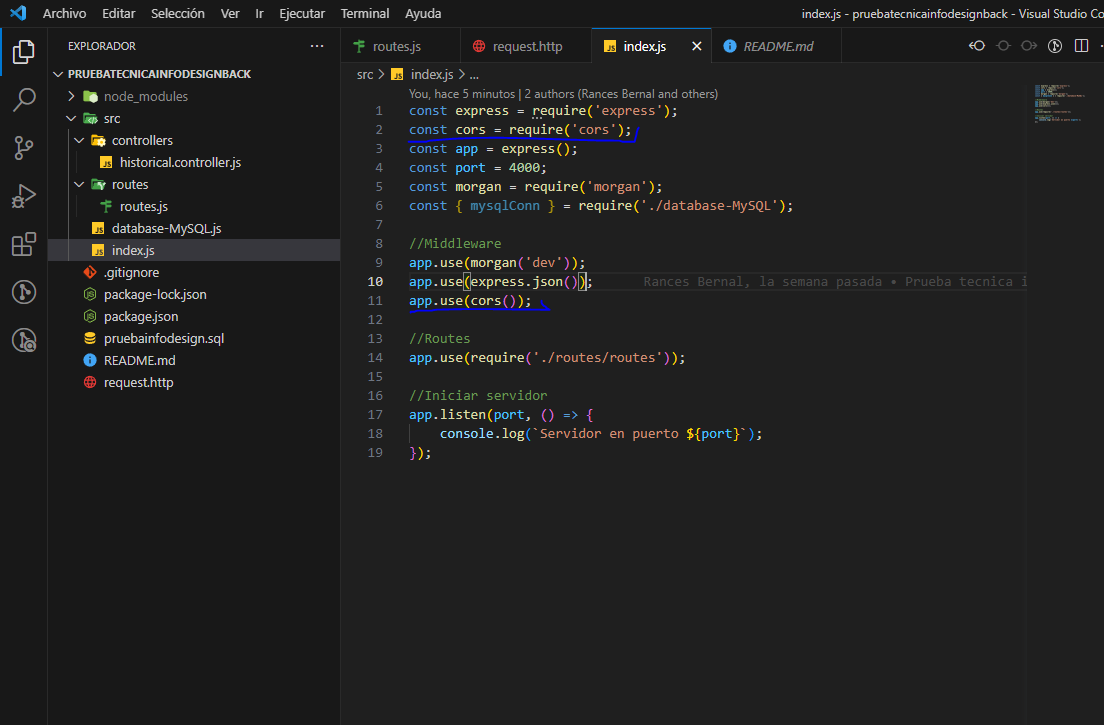 Archivo Editar Selección Ver Ir Ejecutar Terminal Ayuda
index.js - pruebatecnicainfodesignback - Visual Studio Co
EXPLORADOR
PRUEBATECNICAINFODESIGNBACK
node_modules
src
controllers
historical.controller.js
routes
routes.js
database-MySQL.js
index.js
.gitignore
package-lock.json
package.json
pruebainfodesign.sql
README.md
request.http
routes.js request.http index.js README.md
src > index.js > ...
You, hace 5 minutos | 2 authors (Rances Bernal and others)
1 const express = require('express');
2 const cors = require('cors');
3 const app = express();
4 const port = 4000;
5 const morgan = require('morgan');
6 const { mysqlConn } = require('./database-MySQL');
7
8 //Middleware
9 app.use(morgan('dev'));
10 app.use(express.json()); Rances Bernal, la semana pasada • Prueba tecnica i
11 app.use(cors());
12
13 //Routes
14 app.use(require('./routes/routes'));
15
16 //Iniciar servidor
17 app.listen(port, () => {
18 console.log(`Servidor en puerto ${port}`);
19 });